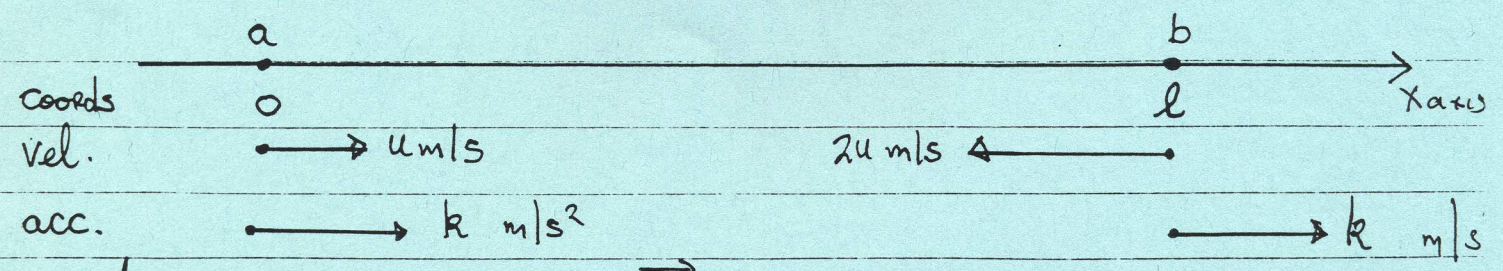 a b
coords 0 l x axis
vel. u m/s 2u m/s
acc. k m/s² k m/s